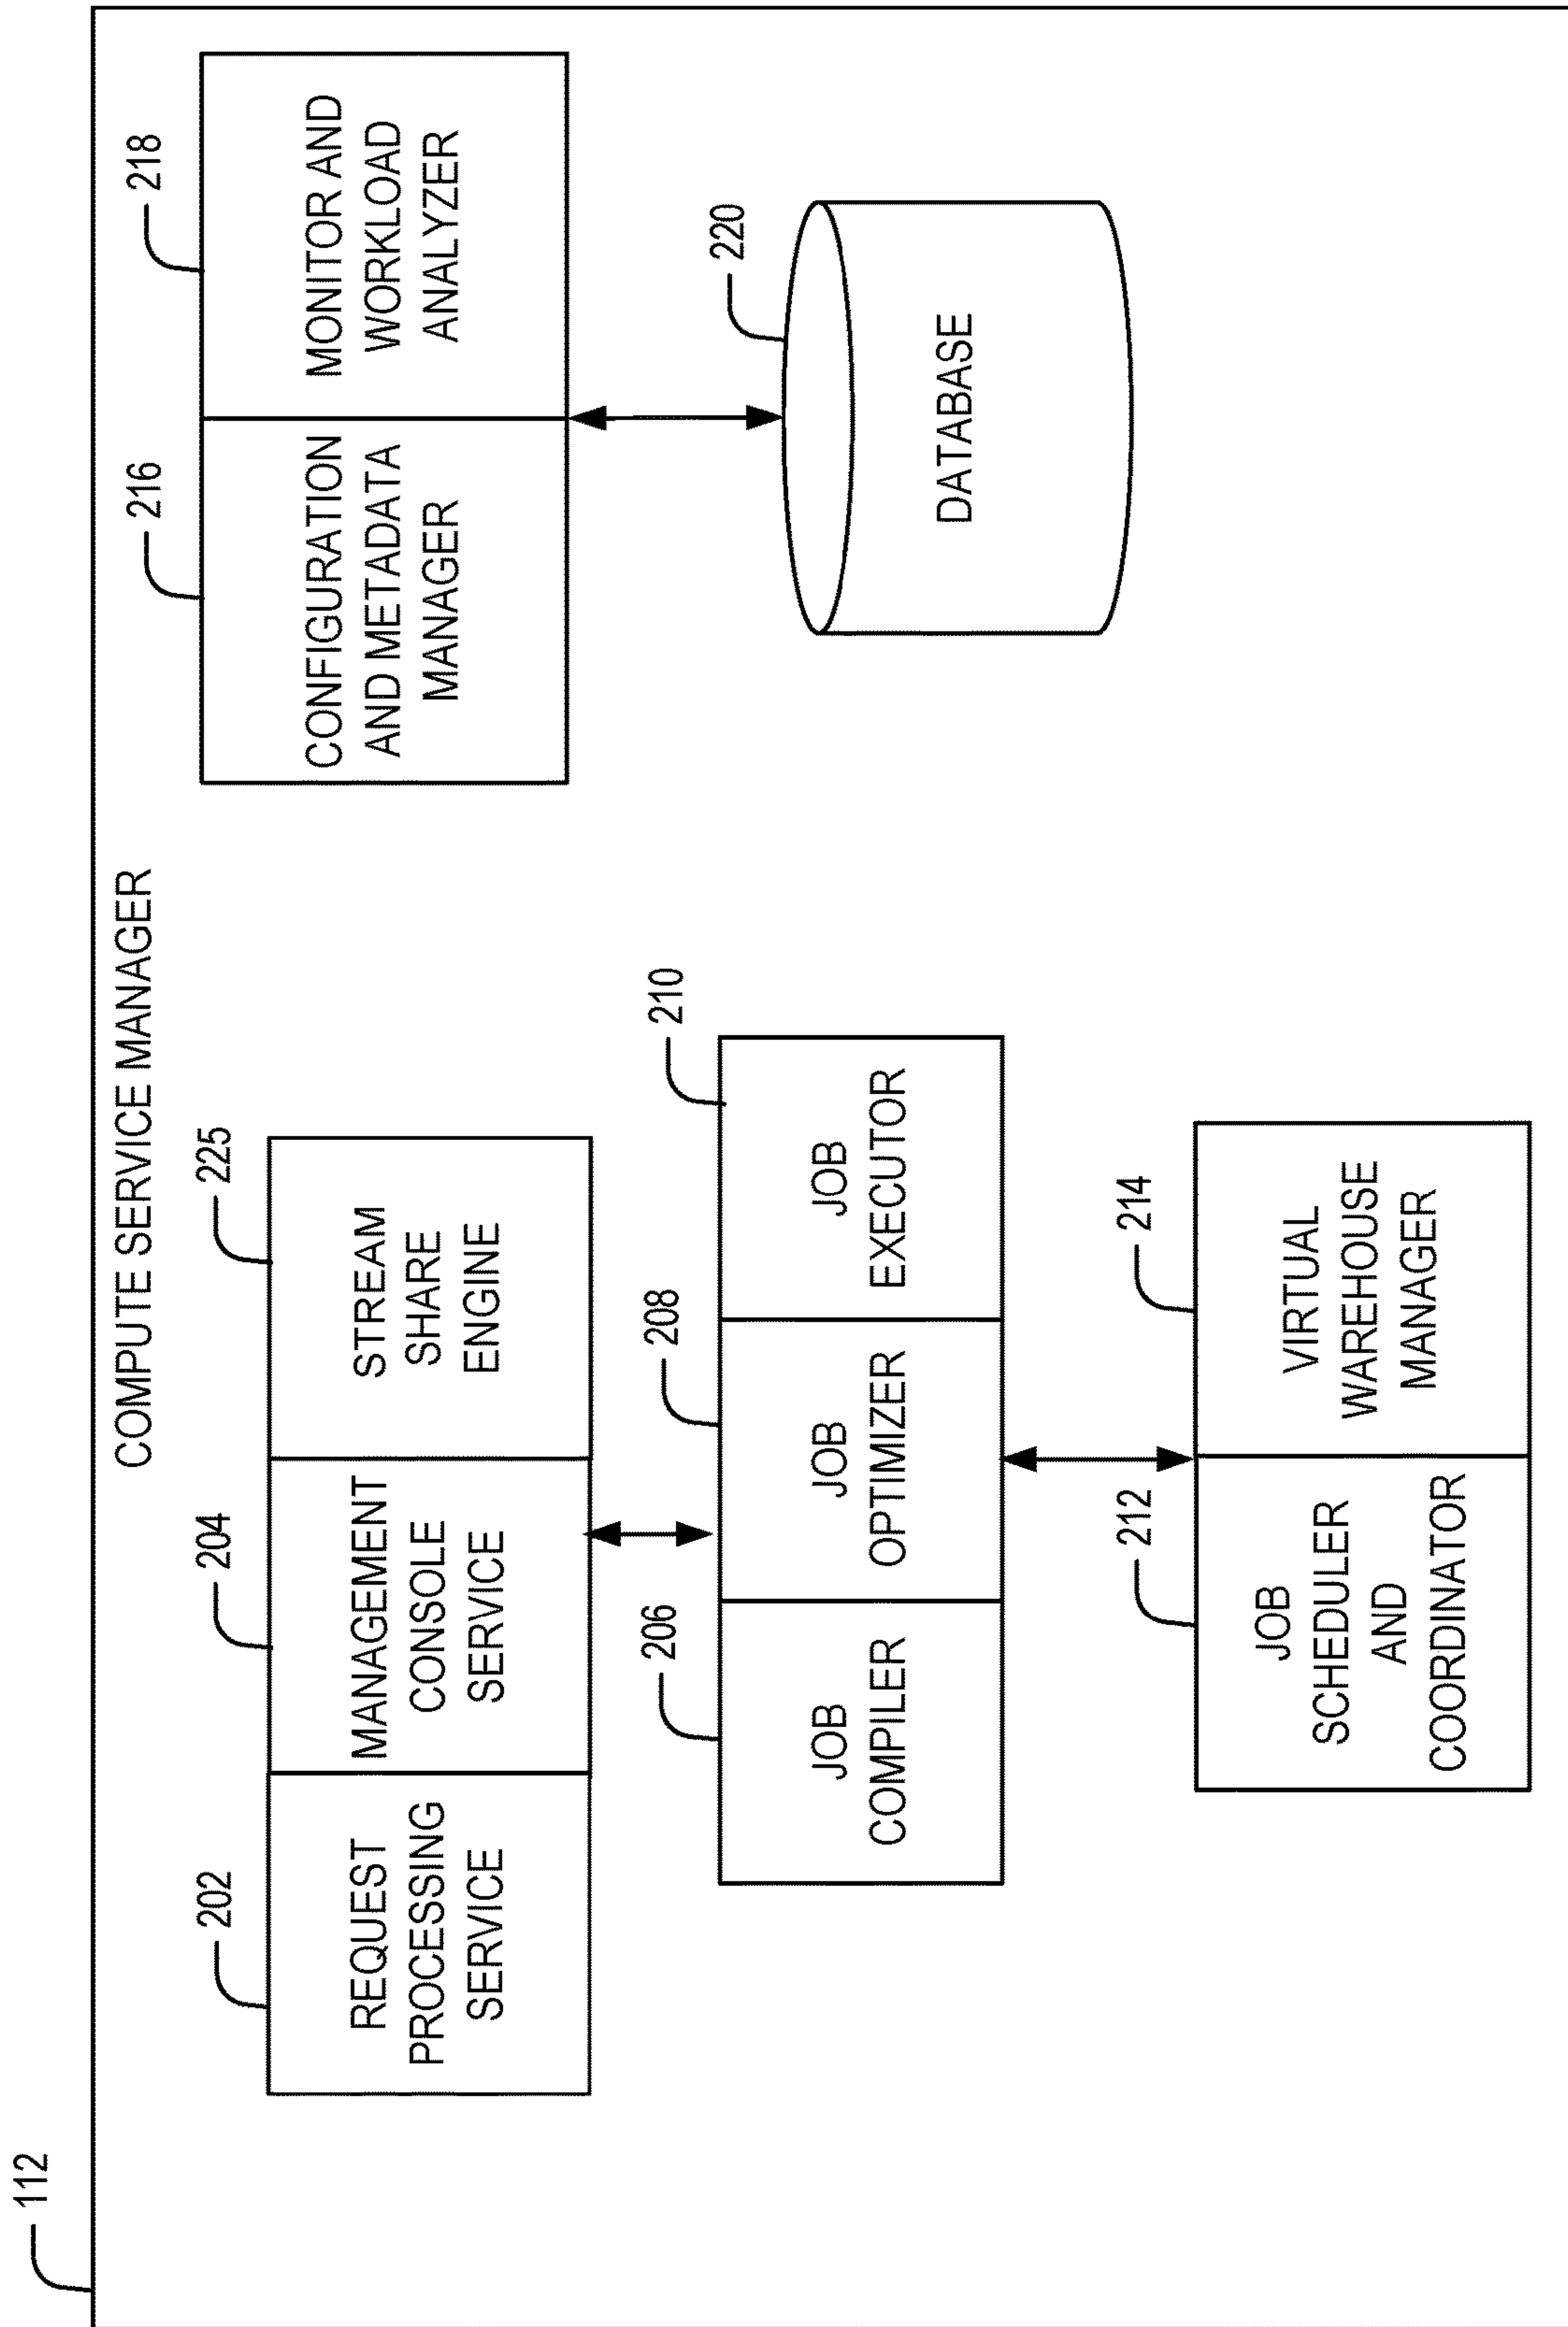 112
COMPUTE SERVICE MANAGER
202
REQUEST
PROCESSING
SERVICE
204
MANAGEMENT
CONSOLE
SERVICE
225
STREAM
SHARE
ENGINE
206
JOB
COMPILER
208
JOB
OPTIMIZER
210
JOB
EXECUTOR
212
JOB
SCHEDULER
AND
COORDINATOR
214
VIRTUAL
WAREHOUSE
MANAGER
216
CONFIGURATION
AND METADATA
MANAGER
218
MONITOR AND
WORKLOAD
ANALYZER
220
DATABASE